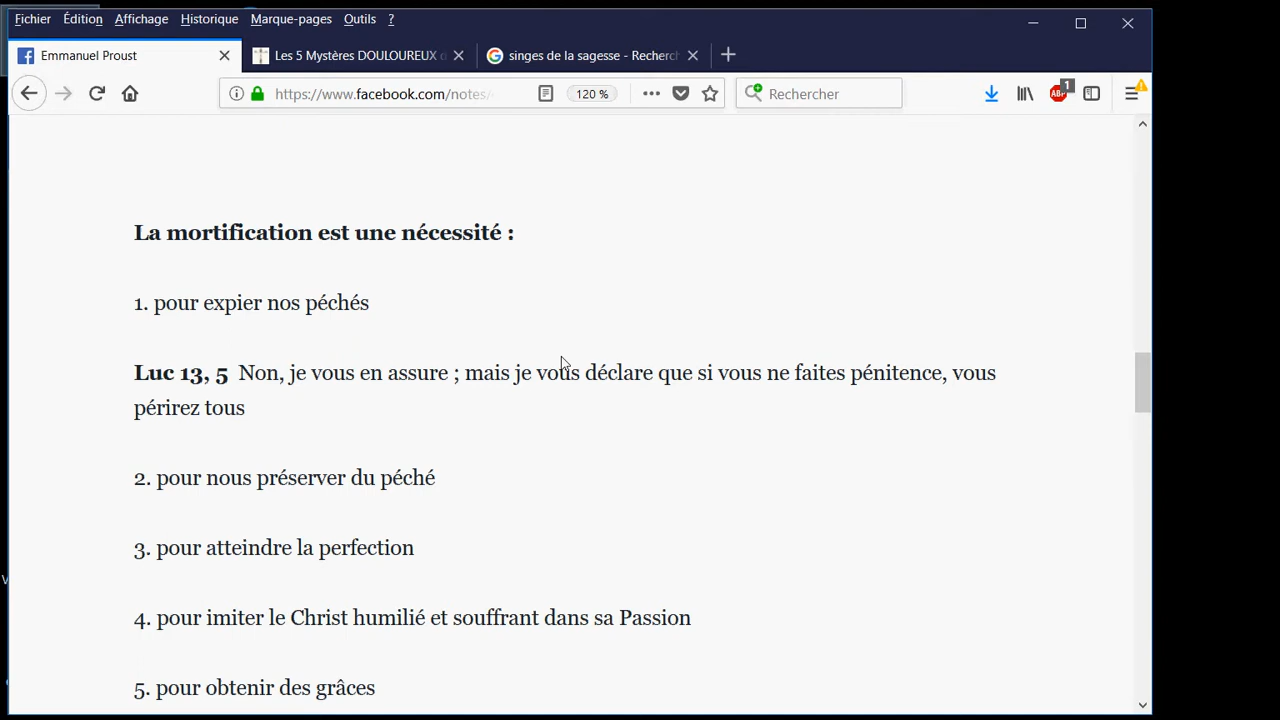 Fichier Édition Affichage Historique Marque-pages Outils ?
Emmanuel Proust
Les 5 Mystères DOULOUREUX
singes de la sagesse - Recherc
https://www.facebook.com/notes/
120 %
Rechercher
ABP
1
La mortification est une nécessité :
1. pour expier nos péchés
Luc 13, 5 Non, je vous en assure ; mais je vous déclare que si vous ne faites pénitence, vous
périrez tous
2. pour nous préserver du péché
3. pour atteindre la perfection
4. pour imiter le Christ humilié et souffrant dans sa Passion
5. pour obtenir des grâces